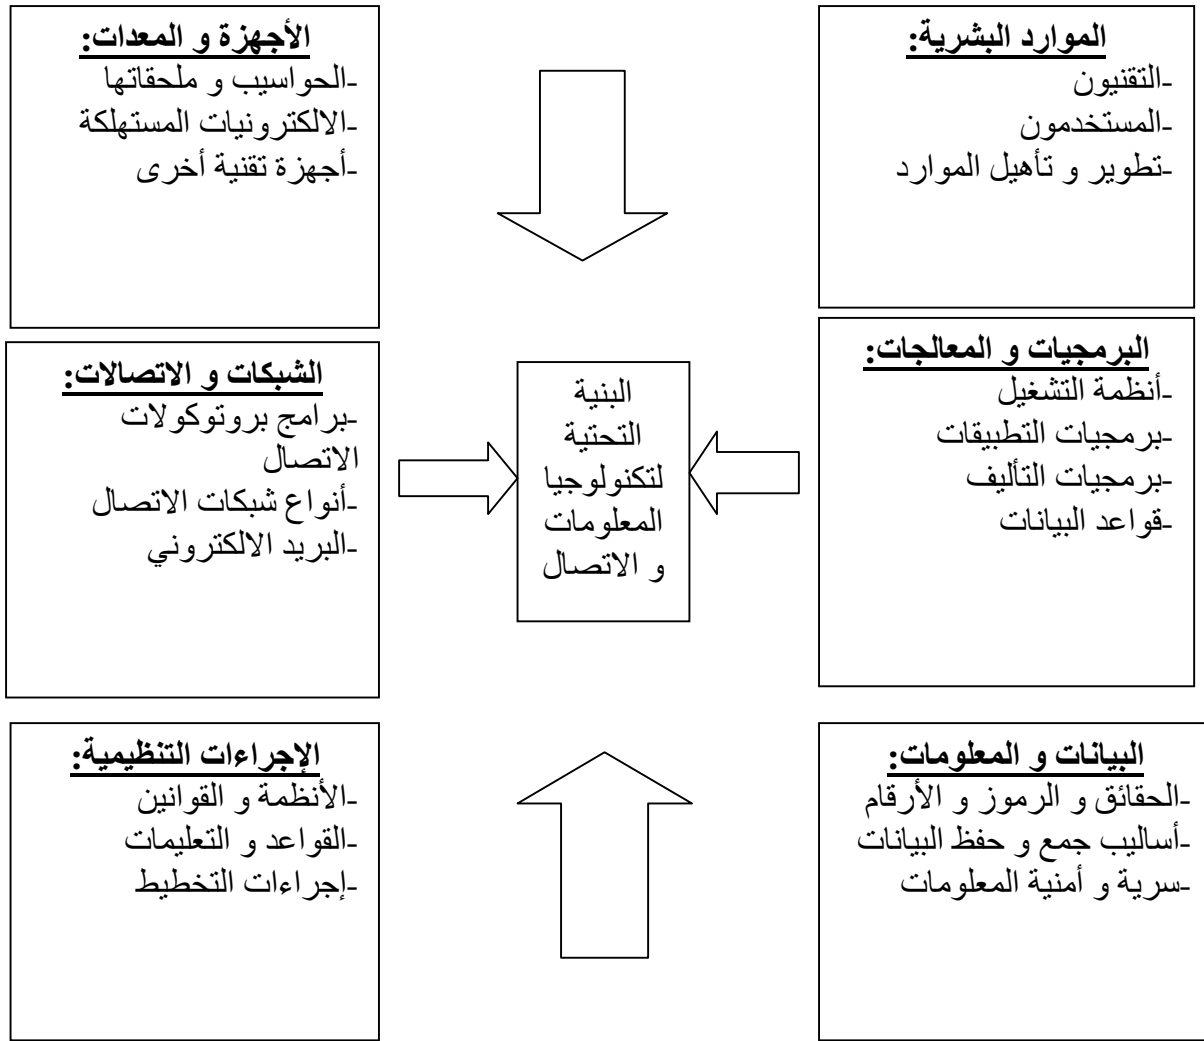 الموارد البشرية:
-التقنيون
-المستخدمون
-تطوير و تأهيل الموارد
الأجهزة و المعدات:
-الحواسيب و ملحقاتها
-الالكترونيات المستهلكة
-أجهزة تقنية أخرى
البرمجيات و المعالجات:
-أنظمة التشغيل
-برمجيات التطبيقات
-برمجيات التأليف
-قواعد البيانات
البنية
التحتية
لتكنولوجيا
المعلومات
و الاتصال
الشبكات و الاتصالات:
-برامج بروتوكولات
الاتصال
-أنواع شبكات الاتصال
-البريد الالكتروني
البيانات و المعلومات:
-الحقائق و الرموز و الأرقام
-أساليب جمع و حفظ البيانات
-سرية و أمنية المعلومات
الإجراءات التنظيمية:
-الأنظمة و القوانين
-القواعد و التعليمات
-إجراءات التخطيط